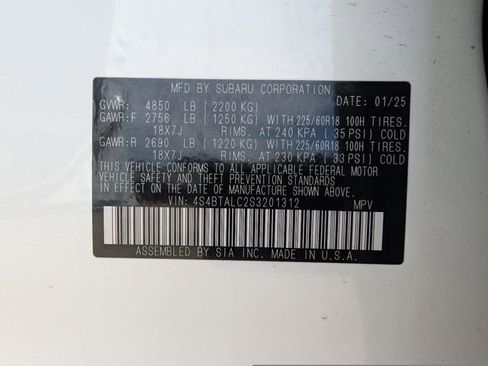 MFD BY SUBARU CORPORATION
GVWR: 4850 LB (2200 KG) DATE: 01/25
GAWR:F 2756 LB (1250 KG) WITH 225/60R18 100H TIRES.
18X7J RIMS. AT 240 KPA (35 PSI) COLD
GAWR:R 2690 LB (1220 KG) WITH 225/60R18 100H TIRES.
18X7J RIMS. AT 230 KPA (33 PSI) COLD
THIS VEHICLE CONFORMS TO ALL APPLICABLE FEDERAL MOTOR
VEHICLE SAFETY STANDARDS IN EFFECT ON THE DATE OF
MANUFACTURE SHOWN ABOVE.
VIN: 4S4BTALC2S3201312 MPV
ASSEMBLED BY SIA INC. MADE IN U.S.A.